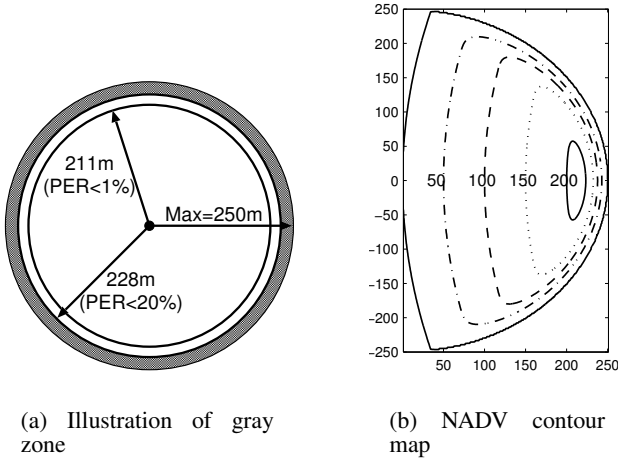 211m
(PER<1%)
Max=250m
228m
(PER<20%)
(a) Illustration of gray
zone
250
200
150
100
50
0
−50
−100
−150
−200
−250
50 100 150 200
50 100 150 200 250
(b) NADV contour
map